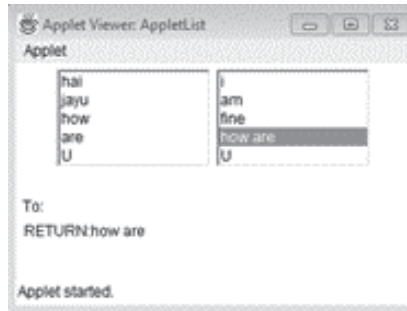 Applet Viewer: AppletList
Applet
hai
jayu
how
are
U
i
am
fine
how are
U
To:
RETURN:how are
Applet started.